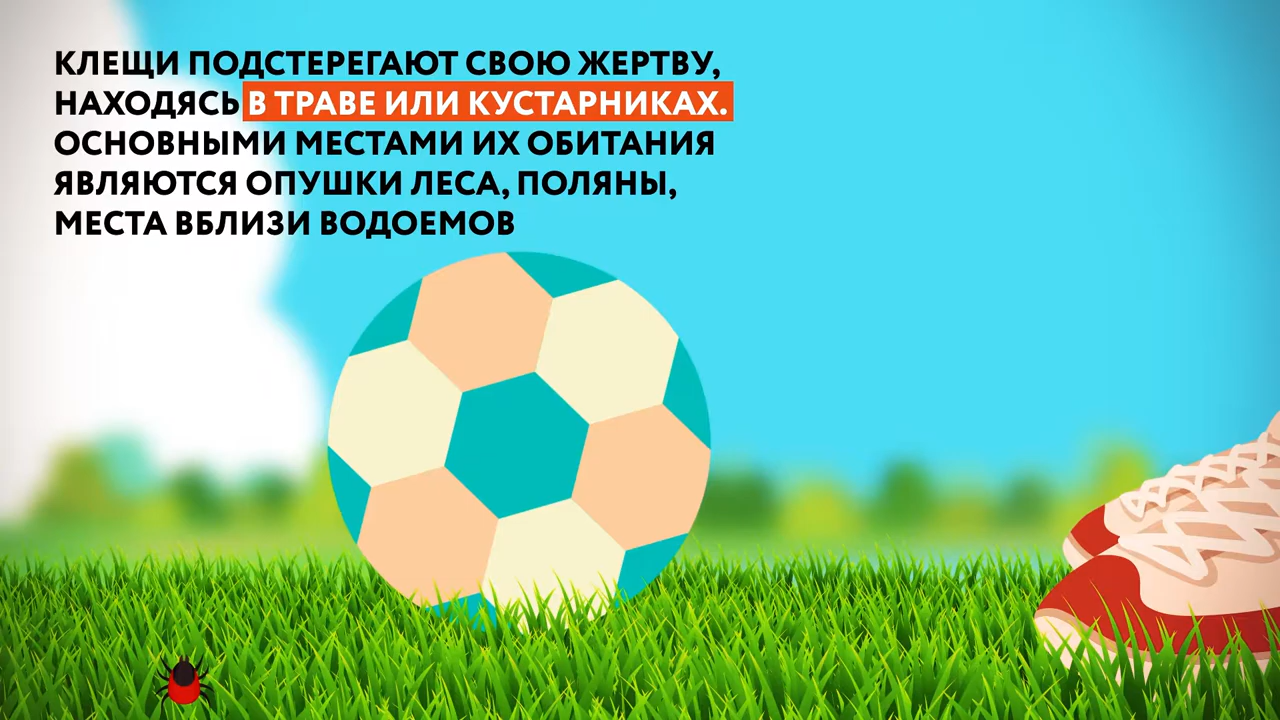 КЛЕЩИ ПОДСТЕРЕГАЮТ СВОЮ ЖЕРТВУ,
НАХОДЯСЬ В ТРАВЕ ИЛИ КУСТАРНИКАХ.
ОСНОВНЫМИ МЕСТАМИ ИХ ОБИТАНИЯ
ЯВЛЯЮТСЯ ОПУШКИ ЛЕСА, ПОЛЯНЫ,
МЕСТА ВБЛИЗИ ВОДОЕМОВ